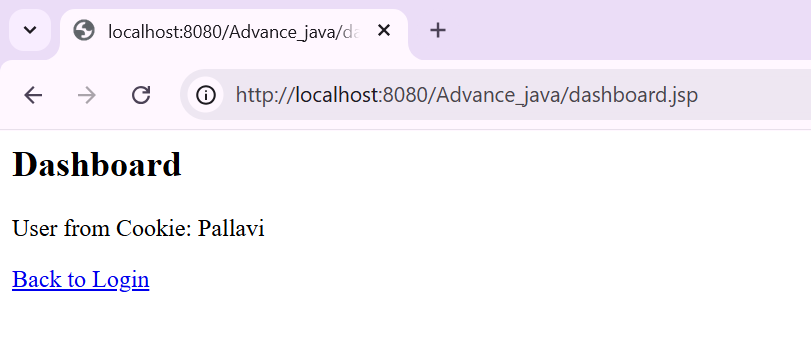 localhost:8080/Advance_java/da
http://localhost:8080/Advance_java/dashboard.jsp
Dashboard
User from Cookie: Pallavi
Back to Login